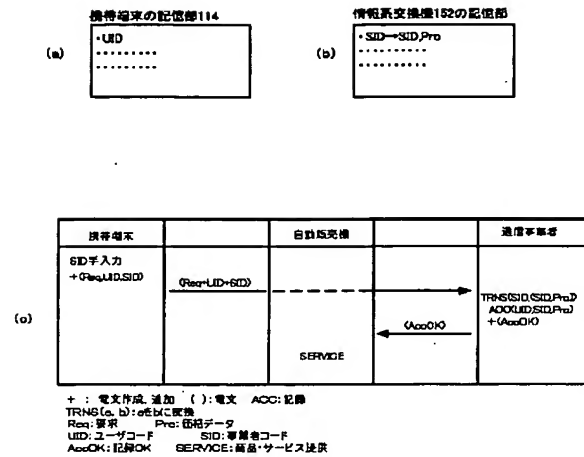 携帯端末の記憶部114
情報系交換機152の記憶部
(a)
・UID
(b)
・SID→SID,Pro
携帯端末
自動販売機
通信事業者
SID手入力
+(Req,UID,SID)
(Req+UID+SID)
TRNS(SID,(SID,Pro))
ACC(UID,SID,Pro)
+(AccOK)
(AccOK)
(c)
SERVICE
+ : 電文作成、追加 ( ):電文 ACC:記録
TRNS(a, b):aをbに変換
Req:要求 Pro:価格データ
UID:ユーザコード SID:事業者コード
AccOK:記録OK SERVICE:商品・サービス提供